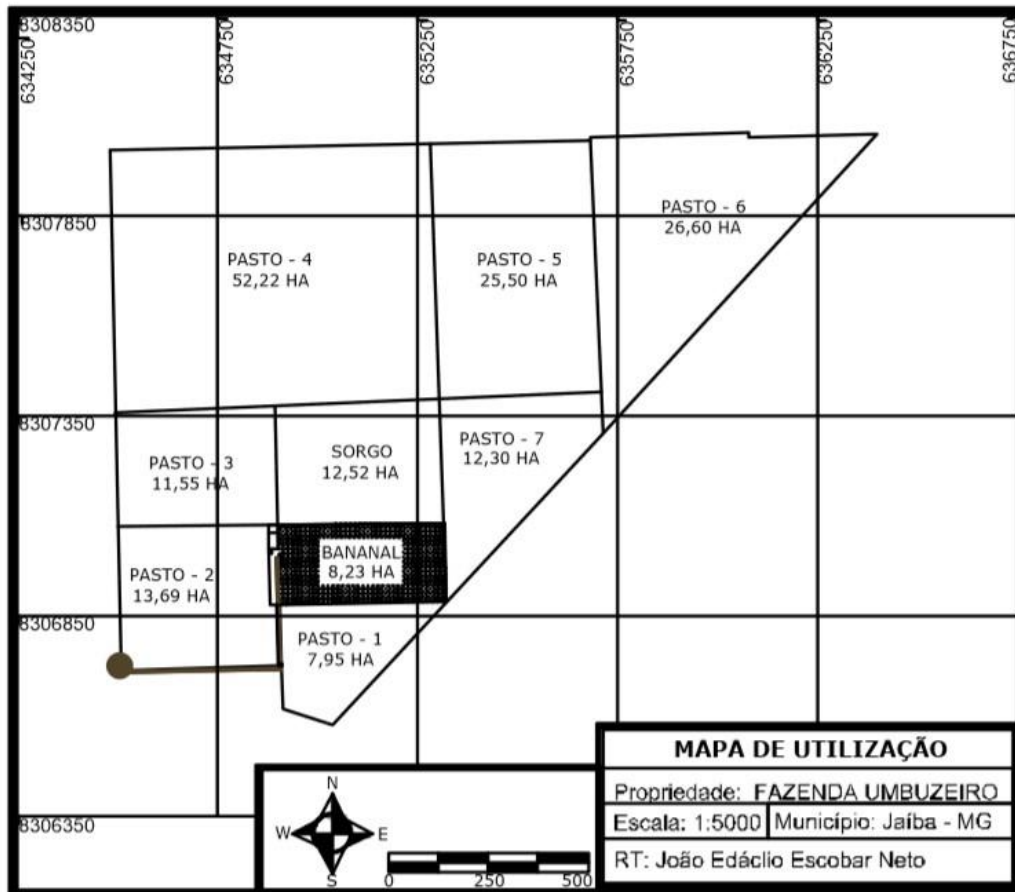 8308350
634250
634750
635250
635750
636250
636750
8307850
PASTO - 6
26,60 HA
PASTO - 4
52,22 HA
PASTO - 5
25,50 HA
8307350
PASTO - 7
12,30 HA
SORGO
12,52 HA
PASTO - 3
11,55 HA
BANANAL
8,23 HA
PASTO - 2
13,69 HA
8306850
PASTO - 1
7,95 HA
8306350
N
W E
S
0 250 500
MAPA DE UTILIZAÇÃO
Propriedade: FAZENDA UMBUZEIRO
Escala: 1:5000 Município: Jaíba - MG
RT: João Edáclio Escobar Neto